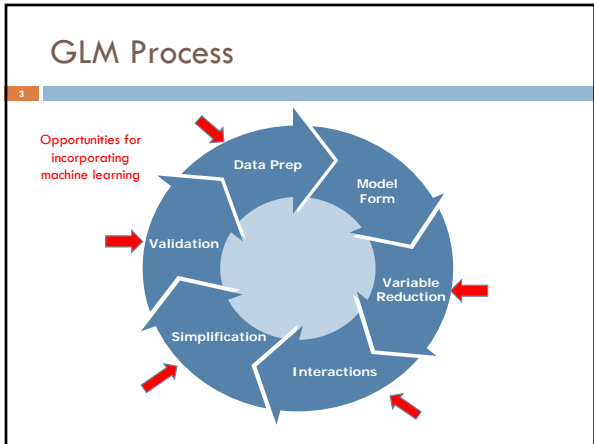 GLM Process
3
Opportunities for
incorporating
machine learning
Data Prep
Model
Form
Variable
Reduction
Interactions
Simplification
Validation